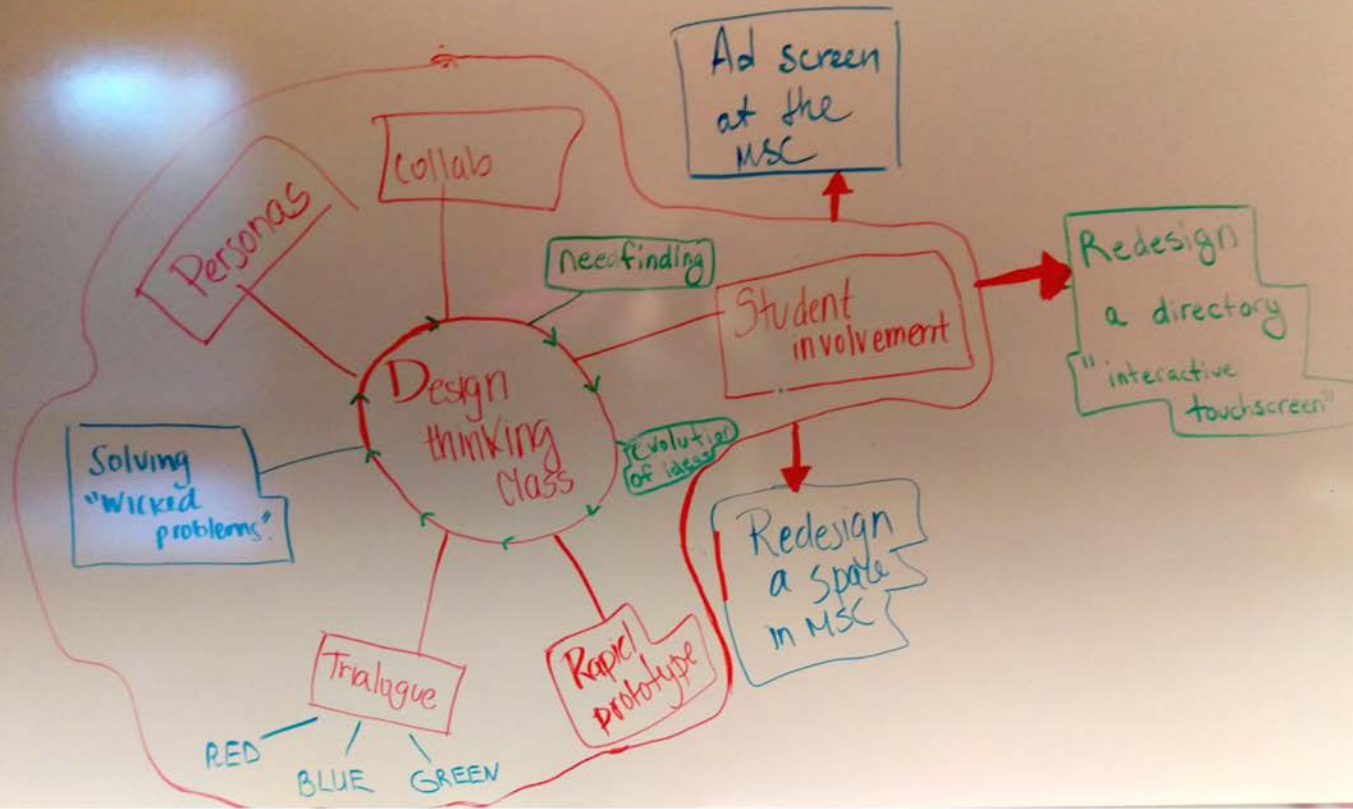 Ad screen
at the
MSC
Collab
Personas
needfinding
Student
involvement
Redesign
a directory
"interactive
touchscreen"
Design
thinking
Class
evolution
of ideas
Solving
"Wicked
problems"
Redesign
a space
in MSC
Trialogue
Rapid
prototype
RED
BLUE
GREEN